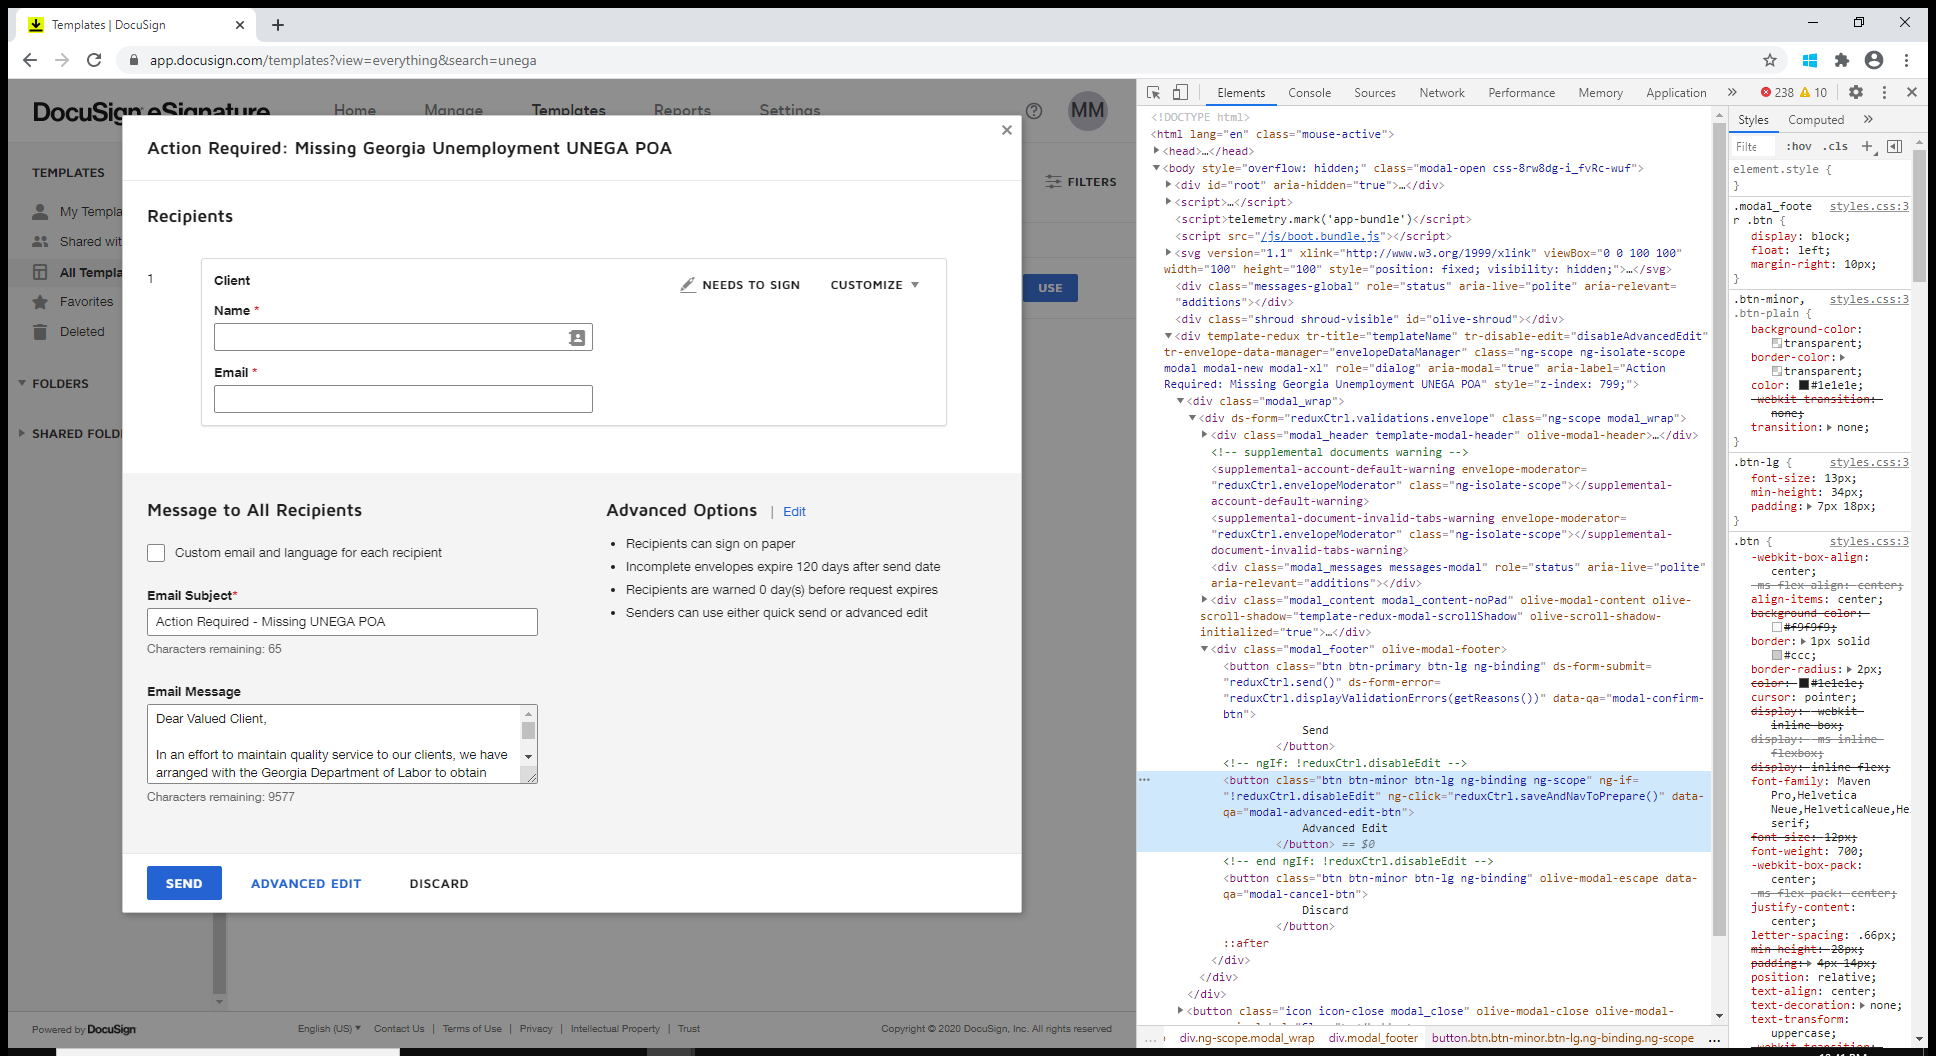 Templates | DocuSign
app.docusign.com/templates?view=everything&search=unega
DocuSign eSignature
Home Manage Templates Reports Settings
MM
TEMPLATES
My Templa
Shared wit
All Templa
Favorites
Deleted
FOLDERS
SHARED FOLD
FILTERS
USE
Action Required: Missing Georgia Unemployment UNEGA POA
Recipients
1
Client
NEEDS TO SIGN
CUSTOMIZE
Name *
Email *
Message to All Recipients
Custom email and language for each recipient
Email Subject*
Action Required - Missing UNEGA POA
Characters remaining: 65
Email Message
Dear Valued Client,
In an effort to maintain quality service to our clients, we have
arranged with the Georgia Department of Labor to obtain
Characters remaining: 9577
Advanced Options | Edit
• Recipients can sign on paper
• Incomplete envelopes expire 120 days after send date
• Recipients are warned 0 day(s) before request expires
• Senders can use either quick send or advanced edit
SEND
ADVANCED EDIT
DISCARD
Powered by DocuSign
English (US) Contact Us | Terms of Use | Privacy | Intellectual Property | Trust
Copyright © 2020 DocuSign, Inc. All rights reserved
Elements Console Sources Network Performance Memory Application » 238 10
<!DOCTYPE html>
<html lang="en" class="mouse-active">
<head>…</head>
<body style="overflow: hidden;" class="modal-open css-8rw8dg-i_fvRc-wuf">
<div id="root" aria-hidden="true">…</div>
<script>…</script>
<script>telemetry.mark('app-bundle')</script>
<script src="/js/boot.bundle.js"></script>
<svg version="1.1" xlink="http://www.w3.org/1999/xlink" viewBox="0 0 100 100"
width="100" height="100" style="position: fixed; visibility: hidden;">…</svg>
<div class="messages-global" role="status" aria-live="polite" aria-relevant=
"additions"></div>
<div class="shroud shroud-visible" id="olive-shroud"></div>
<div template-redux tr-title="templateName" tr-disable-edit="disableAdvancedEdit"
tr-envelope-data-manager="envelopeDataManager" class="ng-scope ng-isolate-scope
modal modal-new modal-xl" role="dialog" aria-modal="true" aria-label="Action
Required: Missing Georgia Unemployment UNEGA POA" style="z-index: 799;">
<div class="modal_wrap">
<div ds-form="reduxCtrl.validations.envelope" class="ng-scope modal_wrap">
<div class="modal_header template-modal-header" olive-modal-header>…</div>
<!-- supplemental documents warning -->
<supplemental-account-default-warning envelope-moderator=
"reduxCtrl.envelopeModerator" class="ng-isolate-scope"></supplemental-
account-default-warning>
<supplemental-document-invalid-tabs-warning envelope-moderator=
"reduxCtrl.envelopeModerator" class="ng-isolate-scope"></supplemental-
document-invalid-tabs-warning>
<div class="modal_messages messages-modal" role="status" aria-live="polite"
aria-relevant="additions"></div>
<div class="modal_content modal_content-noPad" olive-modal-content olive-
scroll-shadow="template-redux-modal-scrollShadow" olive-scroll-shadow-
initialized="true">…</div>
<div class="modal_footer" olive-modal-footer>
<button class="btn btn-primary btn-lg ng-binding" ds-form-submit=
"reduxCtrl.send()" ds-form-error=
"reduxCtrl.displayValidationErrors(getReasons())" data-qa="modal-confirm-
btn">
Send
</button>
<!-- ngIf: !reduxCtrl.disableEdit -->
<button class="btn btn-minor btn-lg ng-binding ng-scope" ng-if=
"!reduxCtrl.disableEdit" ng-click="reduxCtrl.saveAndNavToPrepare()" data-
qa="modal-advanced-edit-btn">
Advanced Edit
</button> == $0
<!-- end ngIf: !reduxCtrl.disableEdit -->
<button class="btn btn-minor btn-lg ng-binding" olive-modal-escape data-
qa="modal-cancel-btn">
Discard
</button>
::after
</div>
</div>
</div>
<button class="icon icon-close modal_close" olive-modal-close olive-modal-
… div.ng-scope.modal_wrap div.modal_footer button.btn.btn-minor.btn-lg.ng-binding.ng-scope …
Styles Computed »
Filte :hov .cls +
element.style {
}
.modal_foote styles.css:3
r .btn {
display: block;
float: left;
margin-right: 10px;
}
.btn-minor, styles.css:3
.btn-plain {
background-color:
transparent;
border-color:
transparent;
color: #1e1e1e;
-webkit-transition:
none;
transition: none;
}
.btn-lg { styles.css:3
font-size: 13px;
min-height: 34px;
padding: 7px 18px;
}
.btn { styles.css:3
-webkit-box-align:
center;
-ms-flex-align: center;
align-items: center;
background-color:
#f9f9f9;
border: 1px solid
#ccc;
border-radius: 2px;
color: #1e1e1e;
cursor: pointer;
display: -webkit-
inline-box;
display: -ms-inline-
flexbox;
display: inline-flex;
font-family: Maven
Pro,Helvetica
Neue,HelveticaNeue,He
serif;
font-size: 12px;
font-weight: 700;
-webkit-box-pack:
center;
-ms-flex-pack: center;
justify-content:
center;
letter-spacing: .66px;
min-height: 28px;
padding: 4px 14px;
position: relative;
text-align: center;
text-decoration: none;
text-transform:
uppercase;